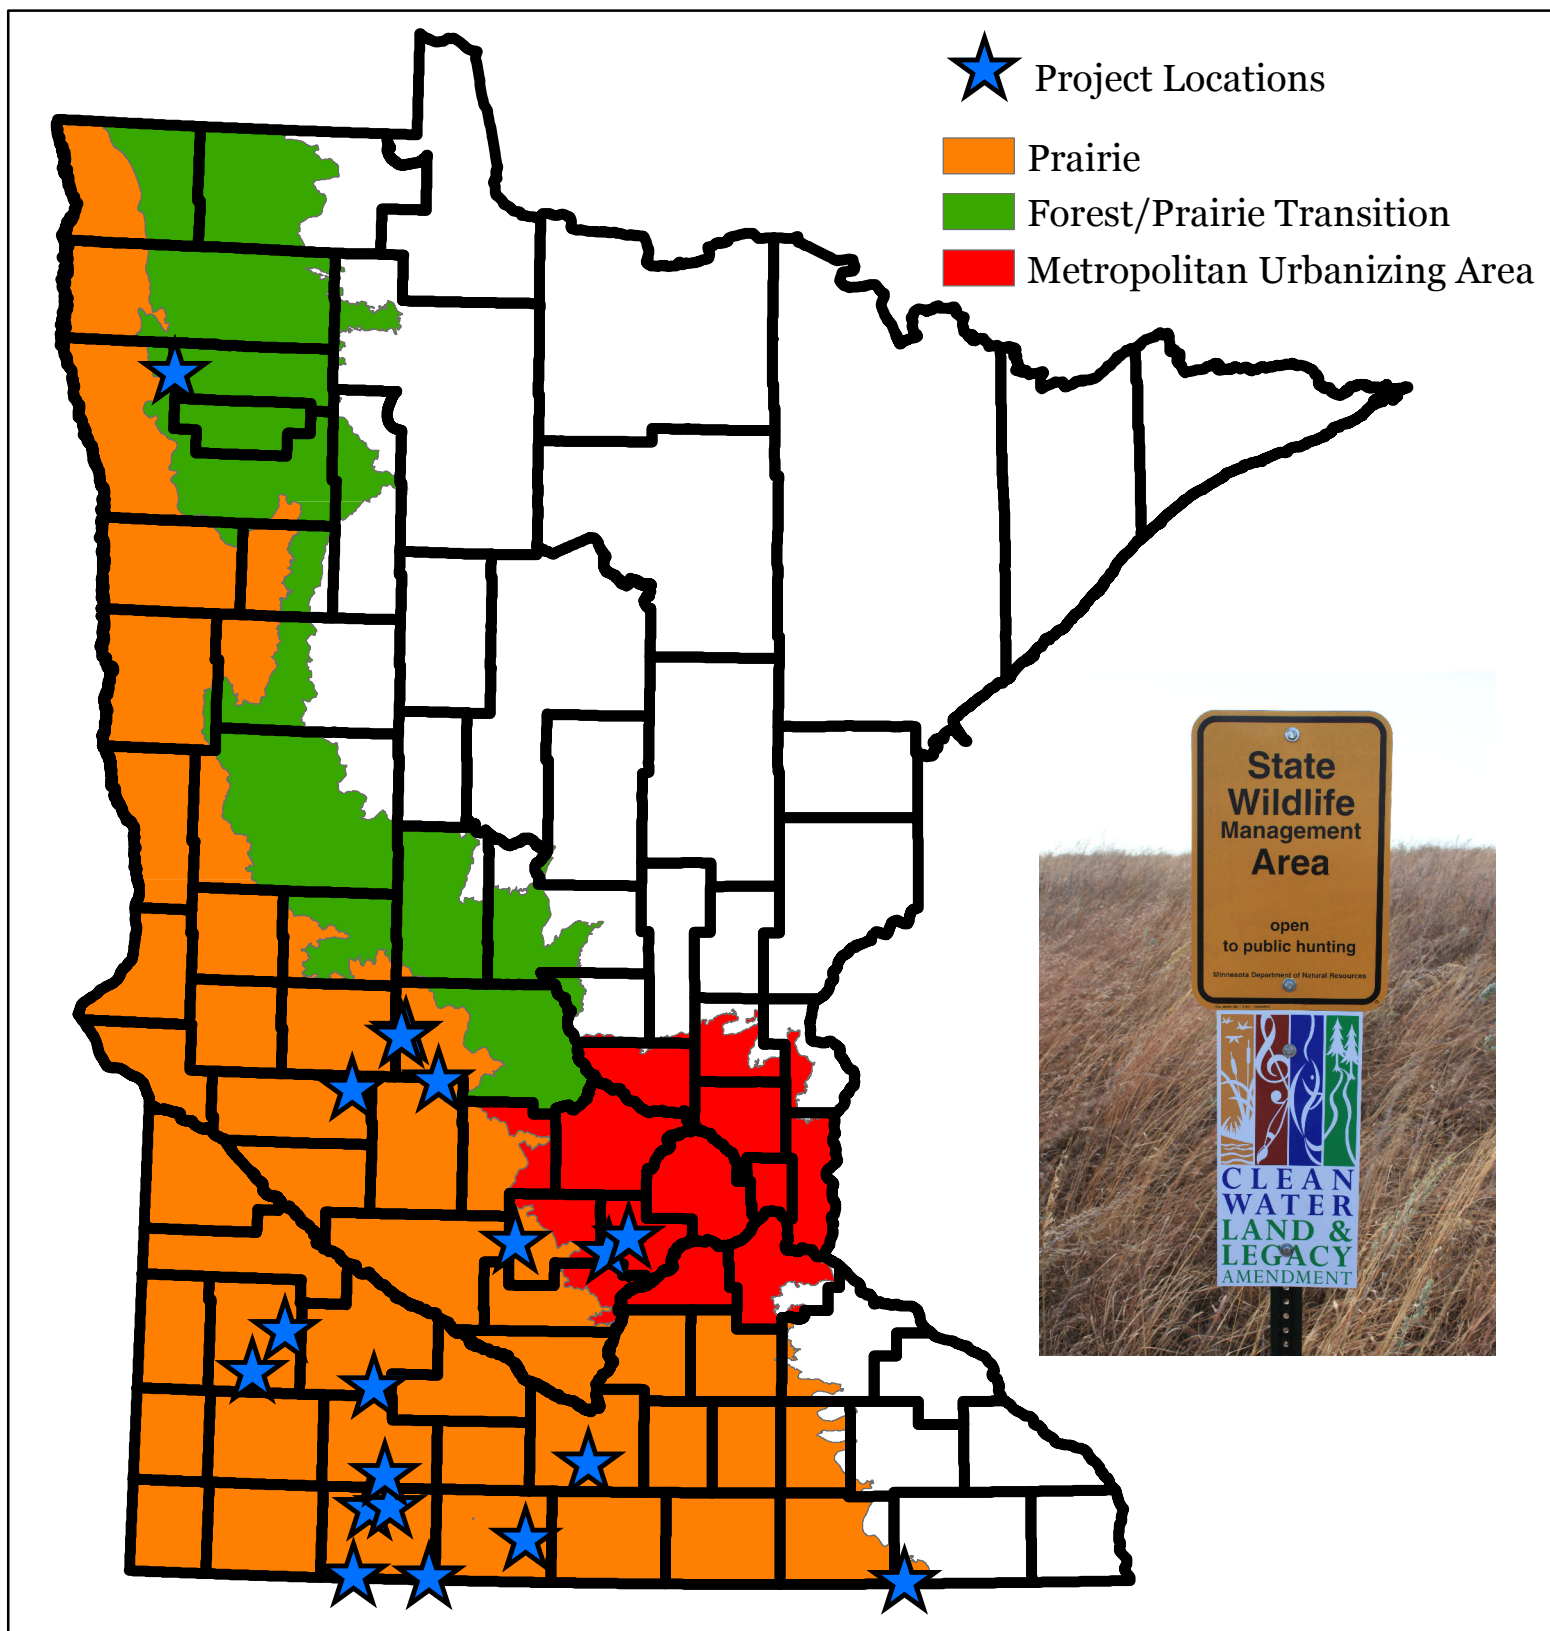 Project Locations
Prairie
Forest/Prairie Transition
Metropolitan Urbanizing Area
State
Wildlife
Management
Area
open
to public hunting
Minnesota Department of Natural Resources
CLEAN
WATER
LAND &
LEGACY
AMENDMENT